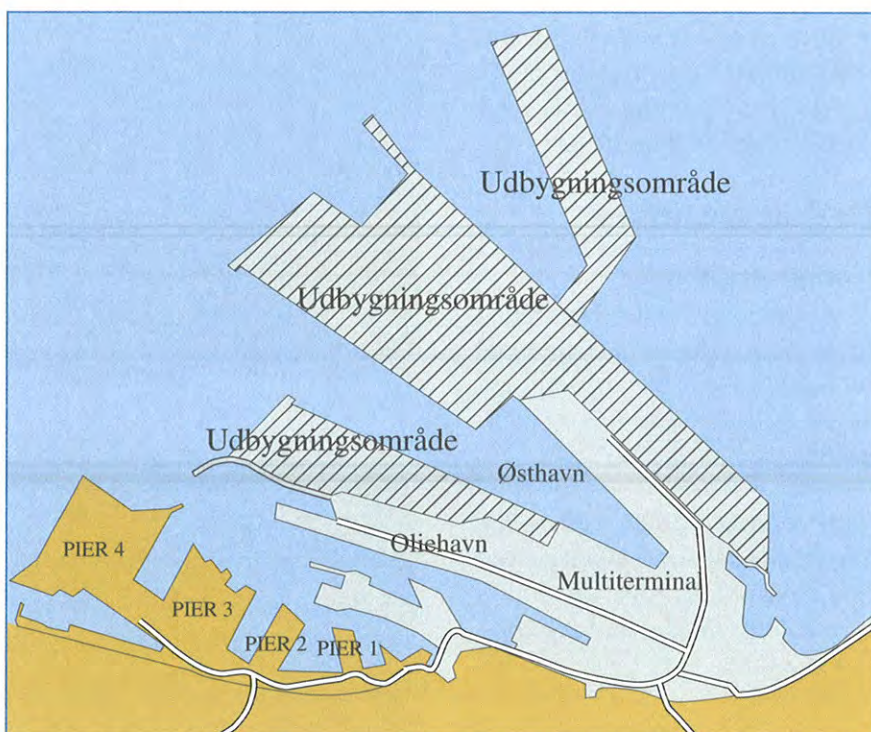 Udbygningsområde
Udbygningsområde
Udbygningsområde
Østhavn
Oliehavn
Multiterminal
PIER 4
PIER 3
PIER 2
PIER 1